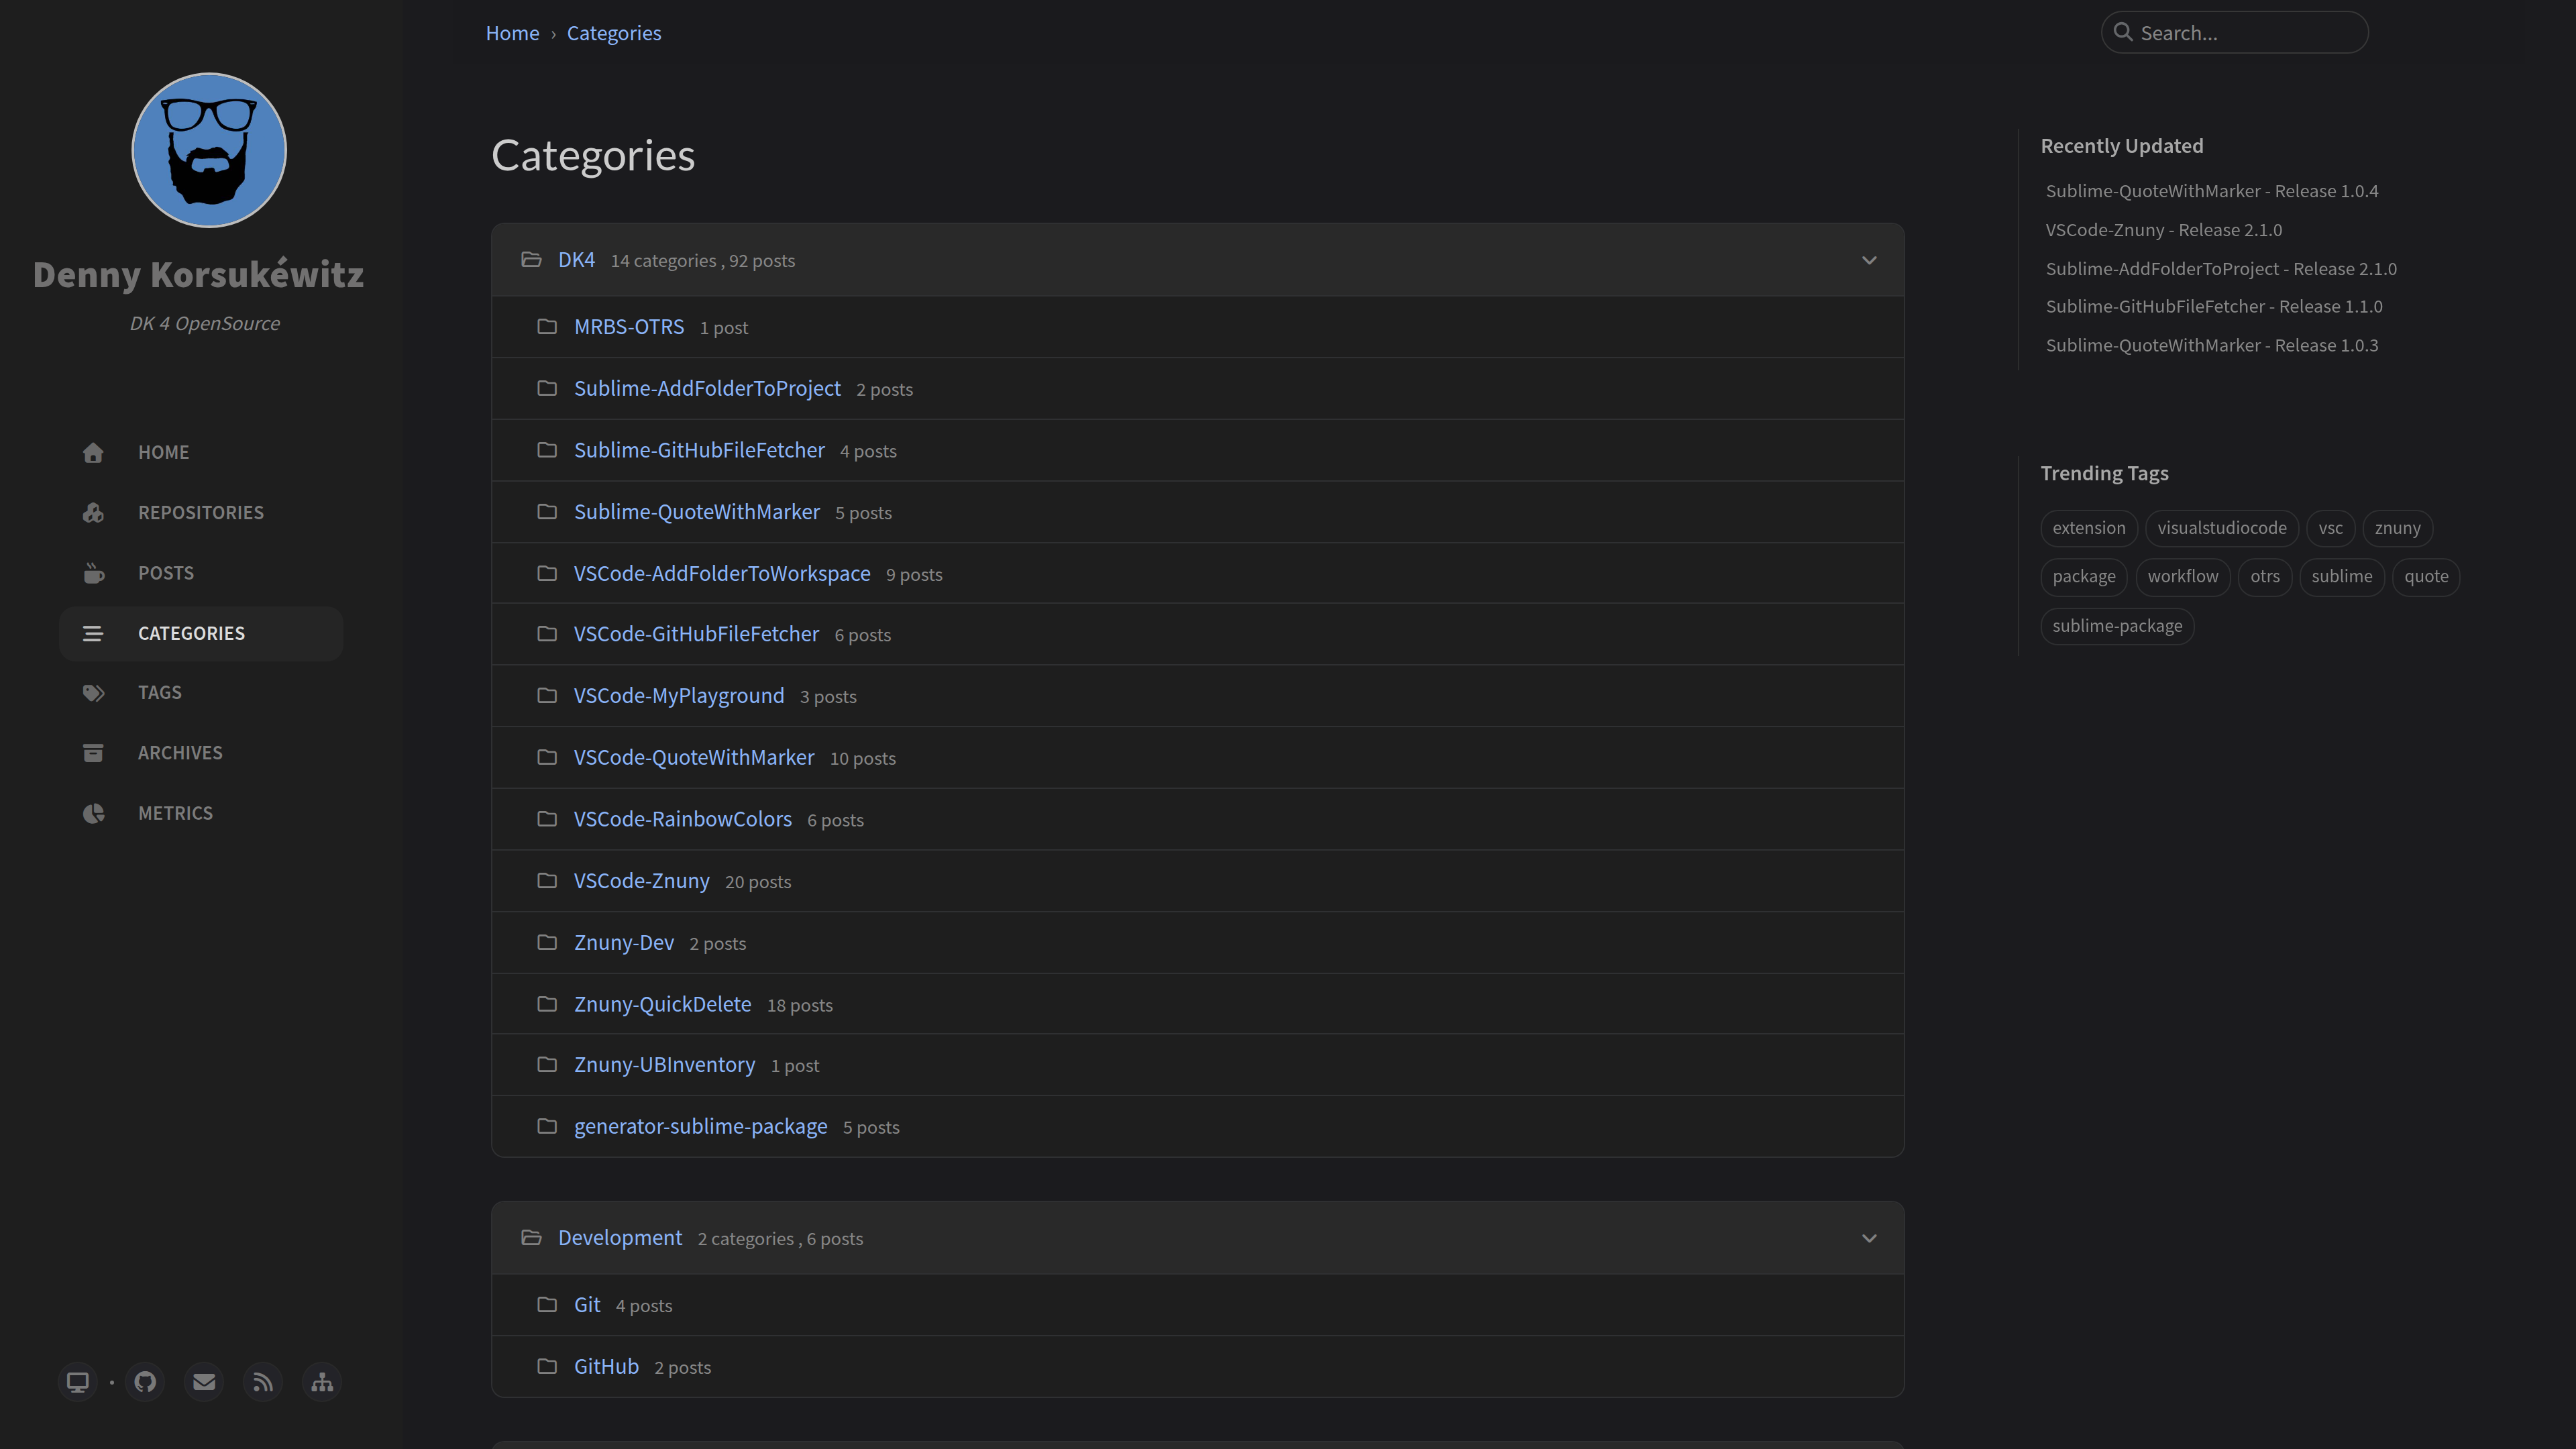 Denny Korsukéwitz
DK 4 OpenSource
HOME
REPOSITORIES
POSTS
CATEGORIES
TAGS
ARCHIVES
METRICS
Home › Categories
Search...
Categories
DK4 14 categories , 92 posts
MRBS-OTRS 1 post
Sublime-AddFolderToProject 2 posts
Sublime-GitHubFileFetcher 4 posts
Sublime-QuoteWithMarker 5 posts
VSCode-AddFolderToWorkspace 9 posts
VSCode-GitHubFileFetcher 6 posts
VSCode-MyPlayground 3 posts
VSCode-QuoteWithMarker 10 posts
VSCode-RainbowColors 6 posts
VSCode-Znuny 20 posts
Znuny-Dev 2 posts
Znuny-QuickDelete 18 posts
Znuny-UBInventory 1 post
generator-sublime-package 5 posts
Development 2 categories , 6 posts
Git 4 posts
GitHub 2 posts
Recently Updated
Sublime-QuoteWithMarker - Release 1.0.4
VSCode-Znuny - Release 2.1.0
Sublime-AddFolderToProject - Release 2.1.0
Sublime-GitHubFileFetcher - Release 1.1.0
Sublime-QuoteWithMarker - Release 1.0.3
Trending Tags
extension visualstudiocode vsc znuny
package workflow otrs sublime quote
sublime-package